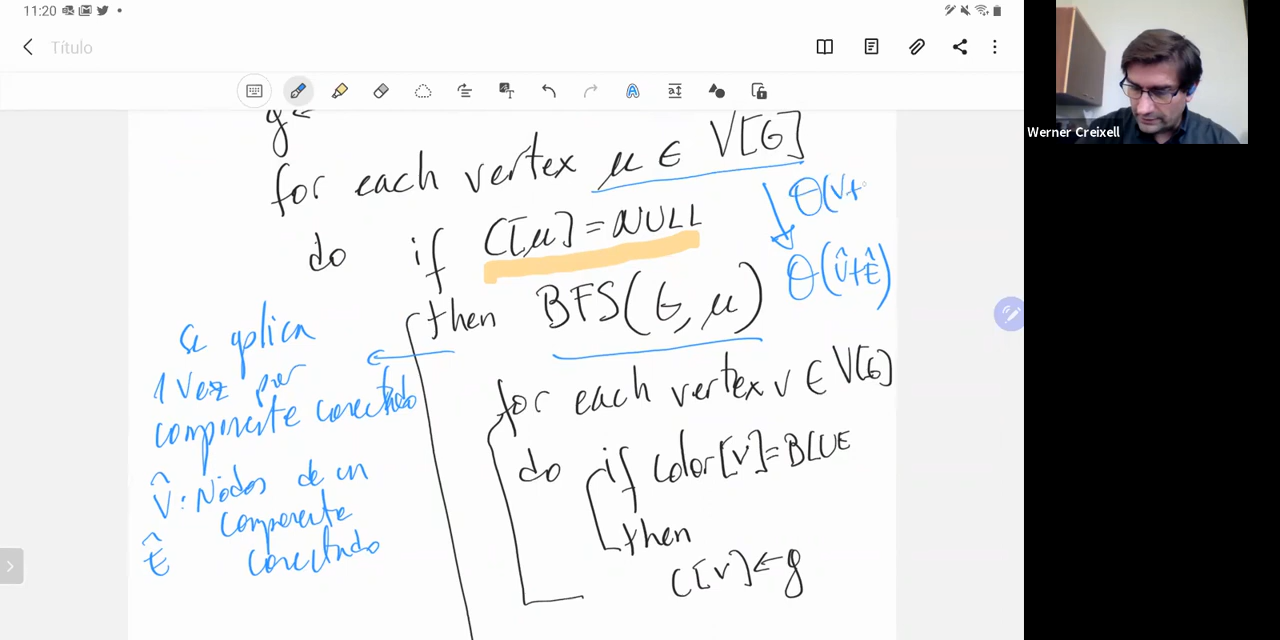 11:20
Título
Werner Creixell
g←
for each vertex μ ∈ V[G]
Θ(V+
do if C[μ]=NULL
Θ(V̂+Ê)
then BFS(G, μ)
Se aplica
1 vez por
componente conectado
for each vertex v ∈ V[G]
do if color[v]=BLUE
V̂: Nodos de un
componente
Ê conectado
then
C[v]←g